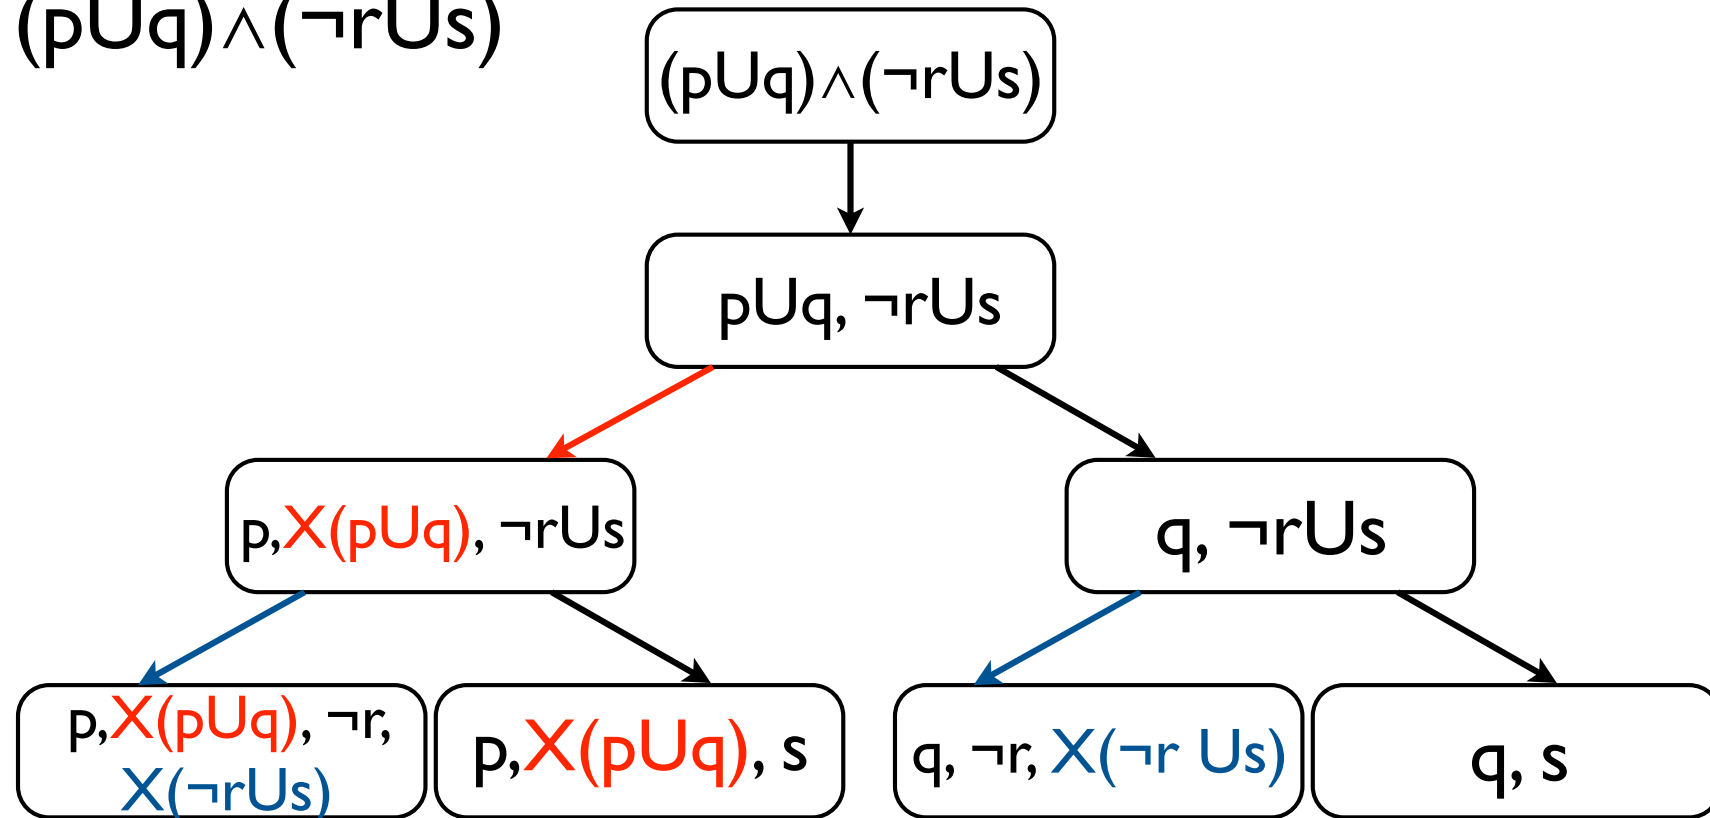 (pUq)∧(¬rUs)
(pUq)∧(¬rUs)
pUq, ¬rUs
p,X(pUq), ¬rUs
q, ¬rUs
p,X(pUq), ¬r,
X(¬rUs)
p,X(pUq), s
q, ¬r, X(¬r Us)
q, s